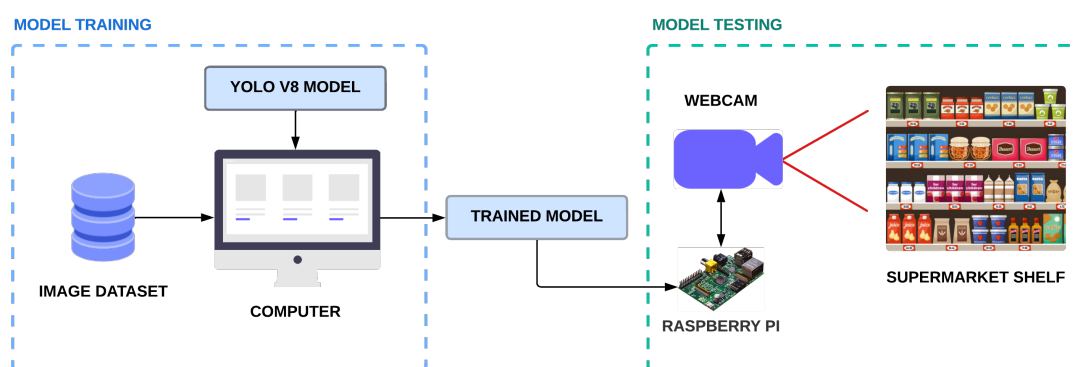 MODEL TRAINING
YOLO V8 MODEL
IMAGE DATASET
COMPUTER
TRAINED MODEL
MODEL TESTING
WEBCAM
RASPBERRY PI
SUPERMARKET SHELF